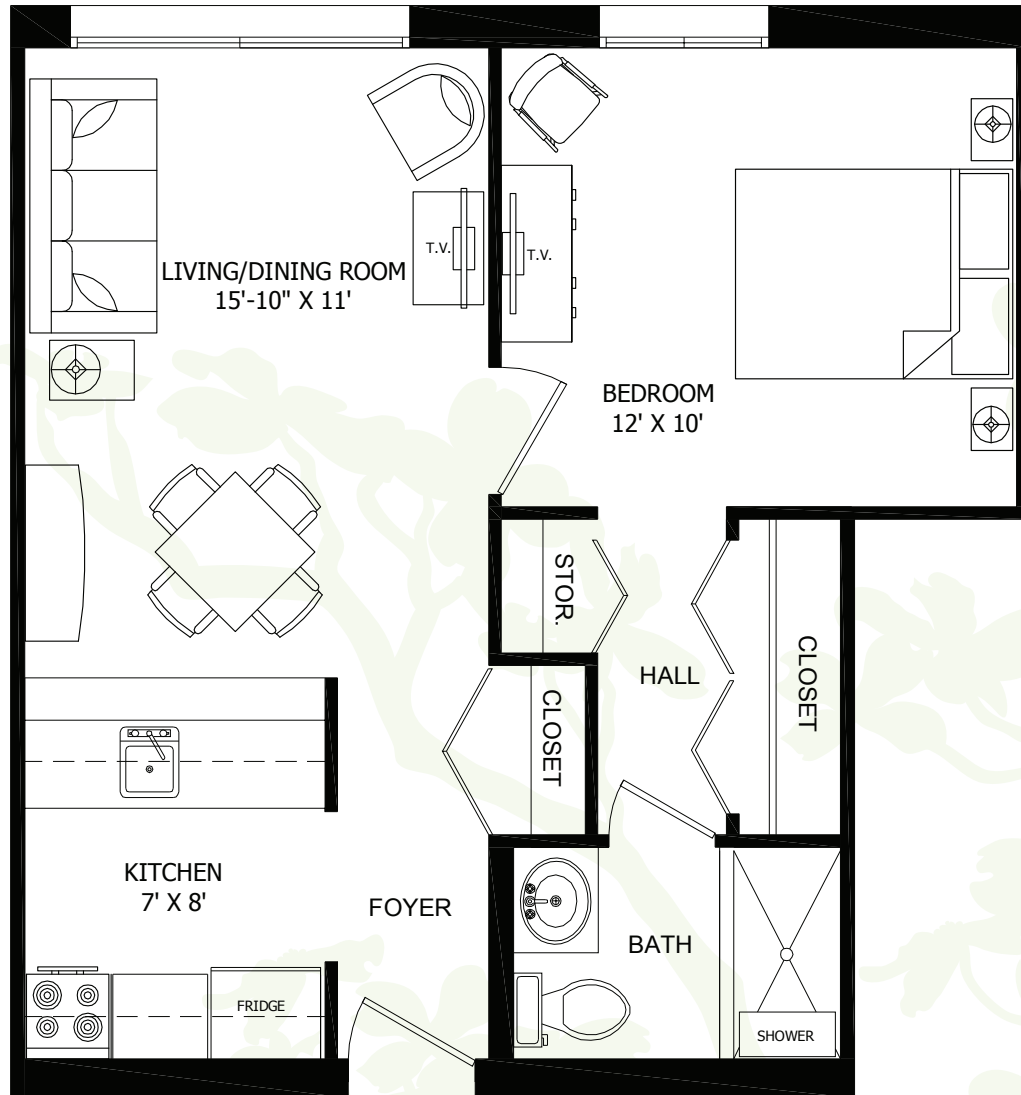 T.V.
T.V.
LIVING/DINING ROOM
15'-10" X 11'
BEDROOM
12' X 10'
STOR.
HALL
CLOSET
CLOSET
KITCHEN
7' X 8'
FOYER
BATH
FRIDGE
SHOWER